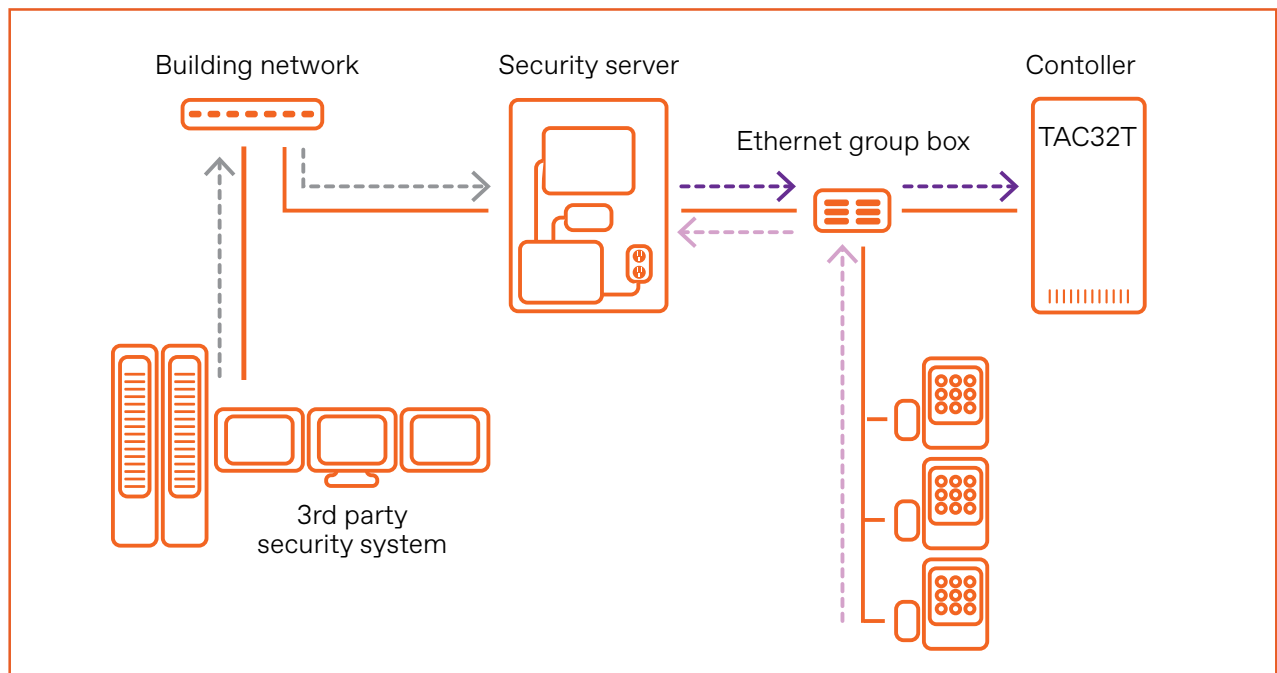 Building network
Security server
Contoller
Ethernet group box
TAC32T
3rd party
security system